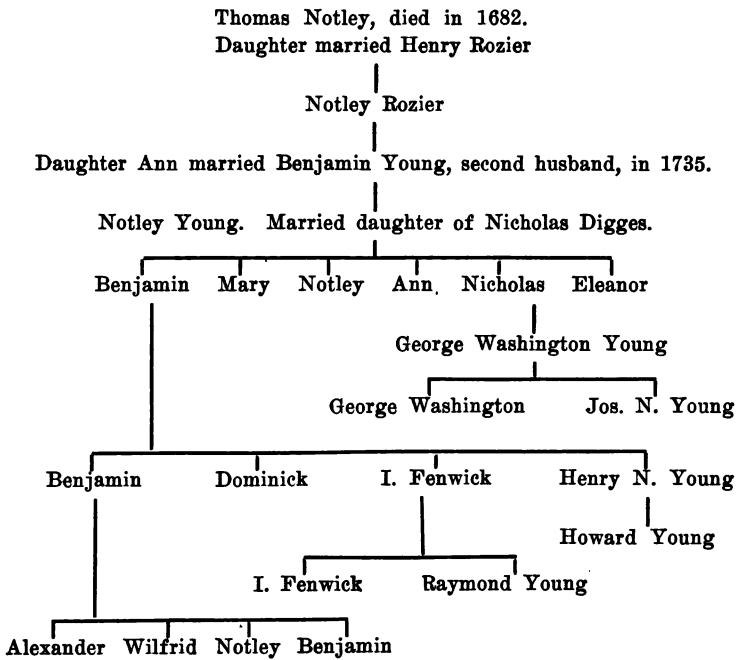 Thomas Notley, died in 1682.
Daughter married Henry Rozier
Notley Rozier
Daughter Ann married Benjamin Young, second husband, in 1735.
Notley Young. Married daughter of Nicholas Digges.
Benjamin Mary Notley Ann. Nicholas Eleanor
George Washington Young
George Washington Jos. N. Young
Benjamin Dominick I. Fenwick Henry N. Young
Howard Young
I. Fenwick Raymond Young
Alexander Wilfrid Notley Benjamin